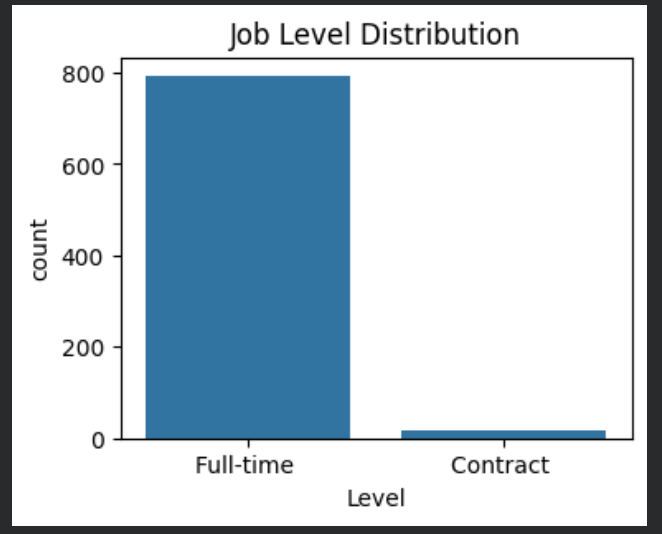 Job Level Distribution
800
600
400
200
0
count
Full-time
Contract
Level